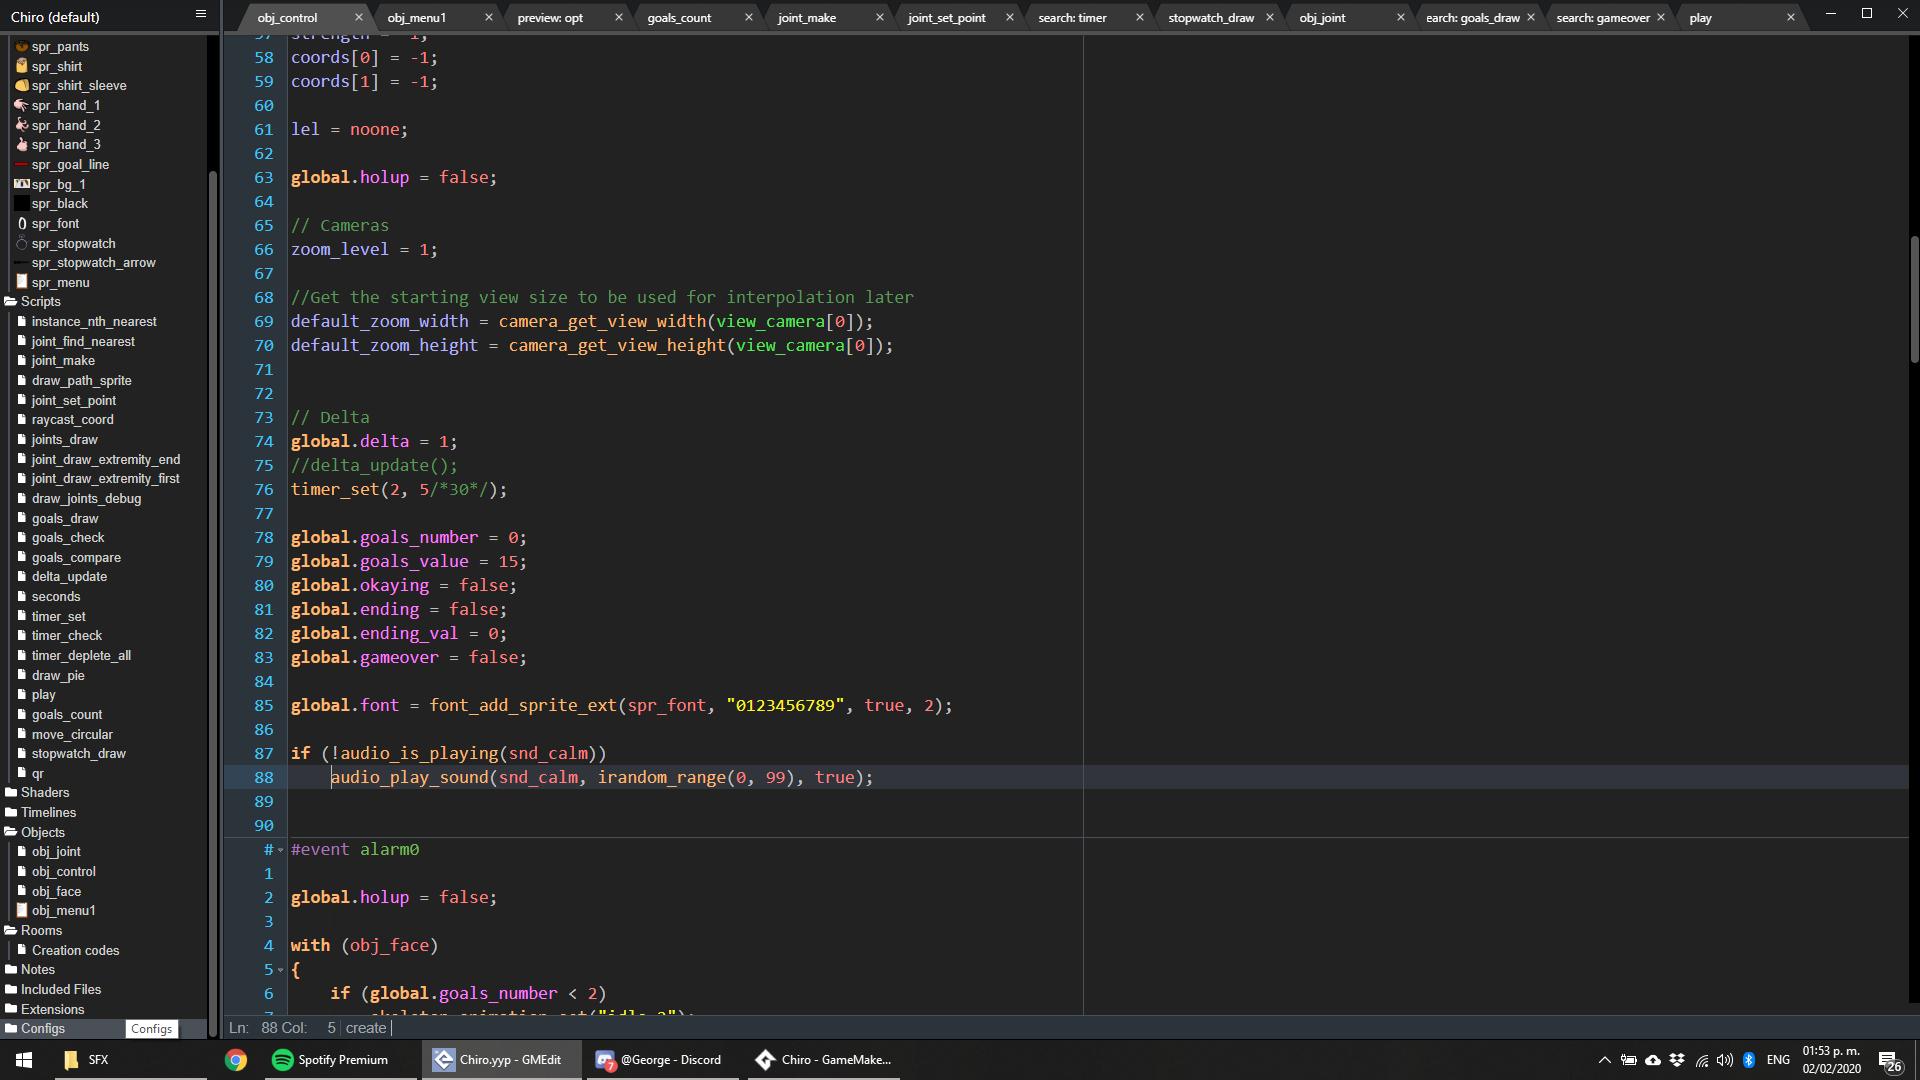 Chiro (default)
obj_control
obj_menu1
preview: opt
goals_count
joint_make
joint_set_point
search: timer
stopwatch_draw
obj_joint
earch: goals_draw
search: gameover
play
spr_pants
spr_shirt
spr_shirt_sleeve
spr_hand_1
spr_hand_2
spr_hand_3
spr_goal_line
spr_bg_1
spr_black
spr_font
spr_stopwatch
spr_stopwatch_arrow
spr_menu
Scripts
instance_nth_nearest
joint_find_nearest
joint_make
draw_path_sprite
joint_set_point
raycast_coord
joints_draw
joint_draw_extremity_end
joint_draw_extremity_first
draw_joints_debug
goals_draw
goals_check
goals_compare
delta_update
seconds
timer_set
timer_check
timer_deplete_all
draw_pie
play
goals_count
move_circular
stopwatch_draw
qr
Shaders
Timelines
Objects
obj_joint
obj_control
obj_face
obj_menu1
Rooms
Creation codes
Notes
Included Files
Extensions
Configs
Configs
57 strength = 1;
58 coords[0] = -1;
59 coords[1] = -1;
60
61 lel = noone;
62
63 global.holup = false;
64
65 // Cameras
66 zoom_level = 1;
67
68 //Get the starting view size to be used for interpolation later
69 default_zoom_width = camera_get_view_width(view_camera[0]);
70 default_zoom_height = camera_get_view_height(view_camera[0]);
71
72
73 // Delta
74 global.delta = 1;
75 //delta_update();
76 timer_set(2, 5/*30*/);
77
78 global.goals_number = 0;
79 global.goals_value = 15;
80 global.okaying = false;
81 global.ending = false;
82 global.ending_val = 0;
83 global.gameover = false;
84
85 global.font = font_add_sprite_ext(spr_font, "0123456789", true, 2);
86
87 if (!audio_is_playing(snd_calm))
88 audio_play_sound(snd_calm, irandom_range(0, 99), true);
89
90
# #event alarm0
1
2 global.holup = false;
3
4 with (obj_face)
5 {
6 if (global.goals_number < 2)
Ln: 88 Col: 5 create
SFX
Spotify Premium
Chiro.yyp - GMEdit
7
@George - Discord
Chiro - GameMake...
ENG
01:53 p. m.
02/02/2020
26